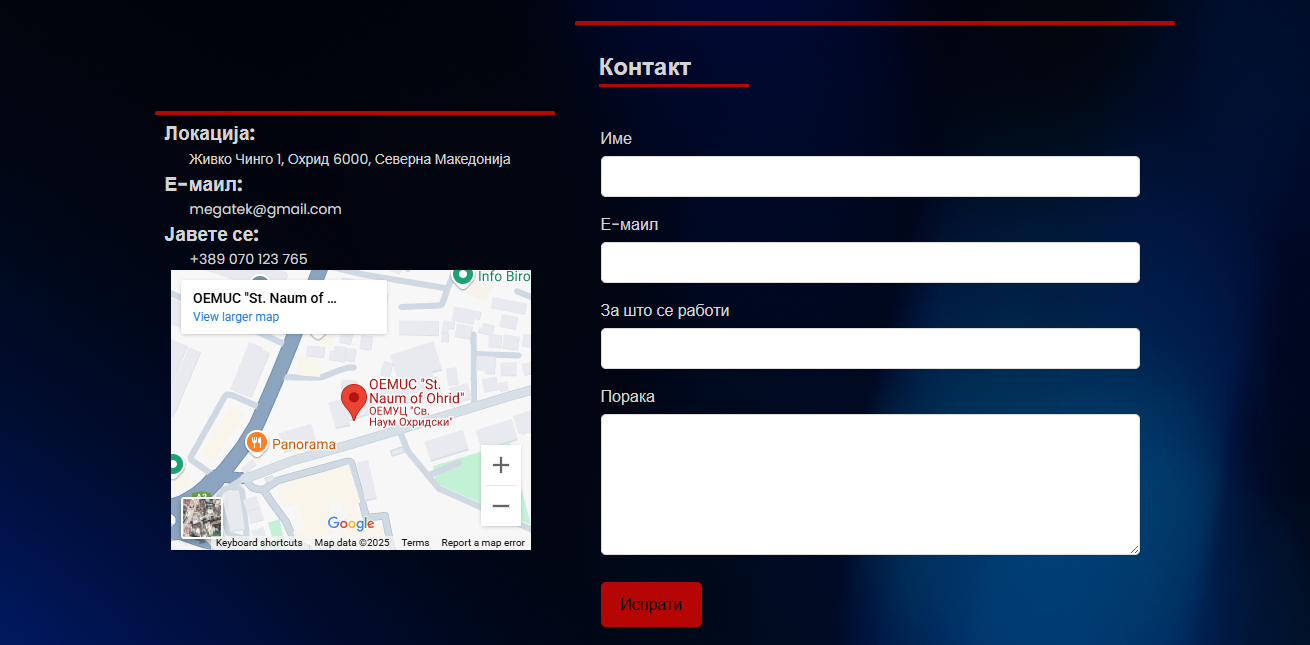 Контакт
Локација:
Живко Чинго 1, Охрид 6000, Северна Македонија
Е-маил:
megatek@gmail.com
Јавете се:
+389 070 123 765
Info Biro
OEMUC "St. Naum of ...
View larger map
OEMUC "St.
Naum of Ohrid"
ОЕМУЦ "Св.
Наум Охридски"
Panorama
A3
Google
Keyboard shortcuts
Map data ©2025
Terms
Report a map error
Име
Е-маил
За што се работи
Порака
Испрати